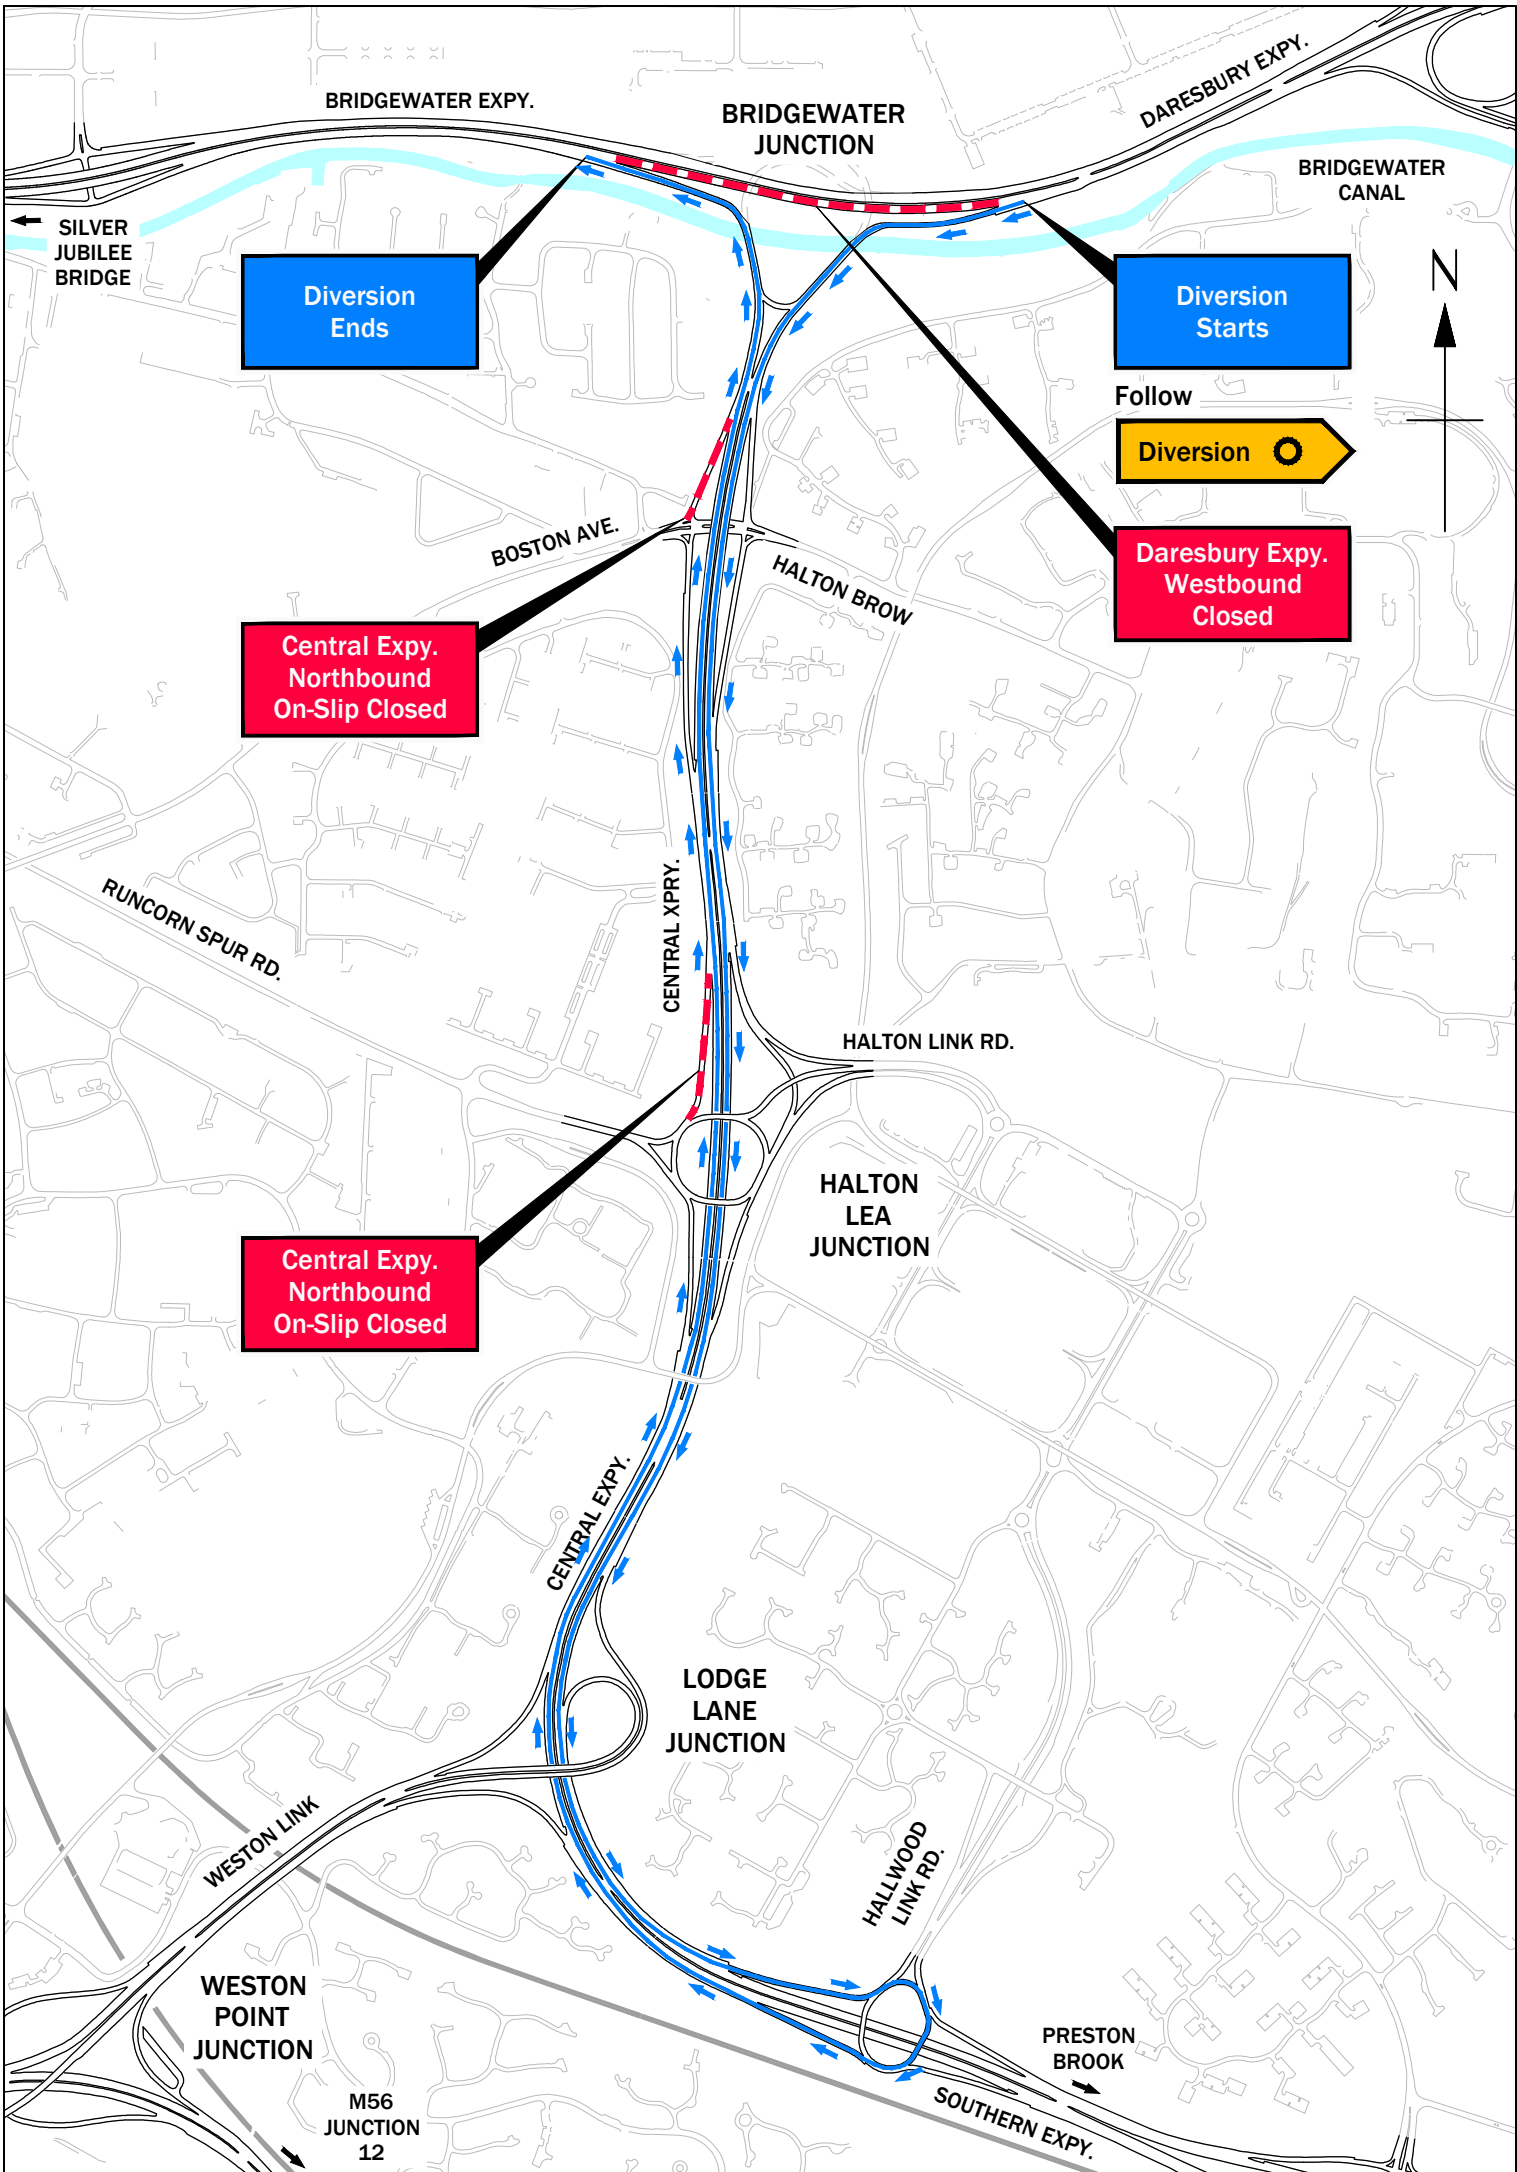 BRIDGEWATER EXPY.
BRIDGEWATER
JUNCTION
DARESBURY EXPY.
BRIDGEWATER
CANAL
SILVER
JUBILEE
BRIDGE
Diversion
Ends
Diversion
Starts
N
Follow
Diversion
Daresbury Expy.
Westbound
Closed
BOSTON AVE.
HALTON BROW
Central Expy.
Northbound
On-Slip Closed
CENTRAL XPRY.
RUNCORN SPUR RD.
HALTON LINK RD.
HALTON
LEA
JUNCTION
Central Expy.
Northbound
On-Slip Closed
CENTRAL EXPY.
LODGE
LANE
JUNCTION
WESTON LINK
HALLWOOD
LINK RD.
WESTON
POINT
JUNCTION
PRESTON
BROOK
SOUTHERN EXPY.
M56
JUNCTION
12